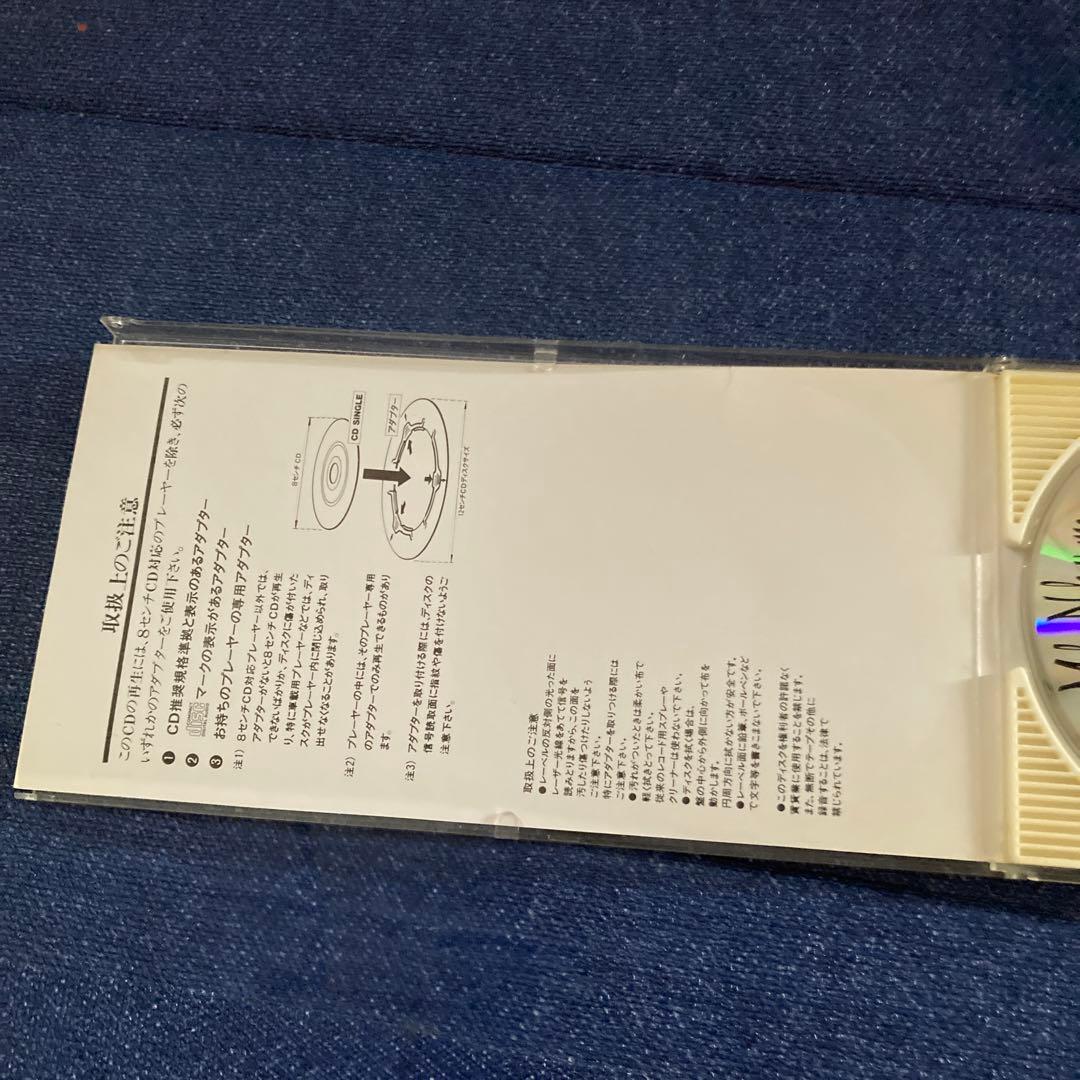 取扱上のご注意
このCDの再生には、8センチCD対応のプレーヤーを除き、必ず次の
いずれかのアダプターをご使用下さい。
❶ CD推奨規格準拠と表示のあるアダプター
❷ disc マークの表示があるアダプター
❸ お持ちのプレーヤーの専用アダプター
注1) 8センチCD対応プレーヤー以外では、
アダプターがないと8センチCDが再生
できないばかりか、ディスクに傷が付いた
り、特に車載用プレーヤーなどでは、ディ
スクがプレーヤー内に閉じ込められ、取り
出せなくなることがあります。
注2) プレーヤーの中には、そのプレーヤー専用
のアダプターでのみ再生できるものがあり
ます。
注3) アダプターを取り付ける際には、ディスクの
信号読取面に指紋や傷を付けないようご
注意下さい。
8センチCD
CD SINGLE
アダプター
12センチCDディスクサイズ
取扱上のご注意
●レーベルの反対側の光った面に
レーザー光線をあてて信号を
読みとりますから、この面を
汚したり傷つけたりしないよう
ご注意下さい。
特にアダプターを取りつける際には
ご注意下さい。
●汚れがついたときは柔らかい布で
軽く拭きとって下さい。
従来のレコード用スプレーや
クリーナーは使わないで下さい。
●ディスクを拭く場合は、
盤の中心から外側に向かって布を
動かします。
円周方向に拭かない方が安全です。
●レーベル面に鉛筆、ボールペンなど
で文字等を書きこまないで下さい。
●このディスクを権利者の許諾なく
賃貸業に使用することを禁じます。
また、無断でテープその他に
録音することは、法律で
禁じられています。